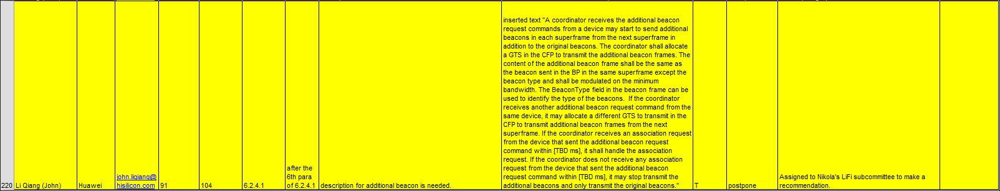 inserted text "A coordinator receives the additional beacon
request commands from a device may start to send additional
beacons in each superframe from the next superframe in
addition to the original beacons. The coordinator shall allocate
a GTS in the CFP to transmit the additional beacon frames. The
content of the additional beacon frame shall be the same as
the beacon sent in the BP in the same superframe except the
beacon type and shall be modulated on the minimum
bandwidth. The BeaconType field in the beacon frame can be
used to identify the type of the beacons.  If the coordinator
receives another additional beacon request command from the
same device, it may allocate a different GTS to transmit in the
CFP to transmit additional beacon frames from the next
superframe. If the coordinator receives an association request
from the device that sent the additional beacon request
command within [TBD ms], it shall handle the association
request. If the coordinator does not receive any association
request from the device that sent the additional beacon
request command within [TBD ms], it may stop transmit the
additional beacons and only transmit the original beacons."
220 Li Qiang (John) Huawei
john.liqiang@
hisilicon.com
91 104 6.2.4.1
after the
6th para
of 6.2.4.1
description for additional beacon is needed.
T postpone
Assigned to Nikola's LiFi subcommittee to make a
recommendation.